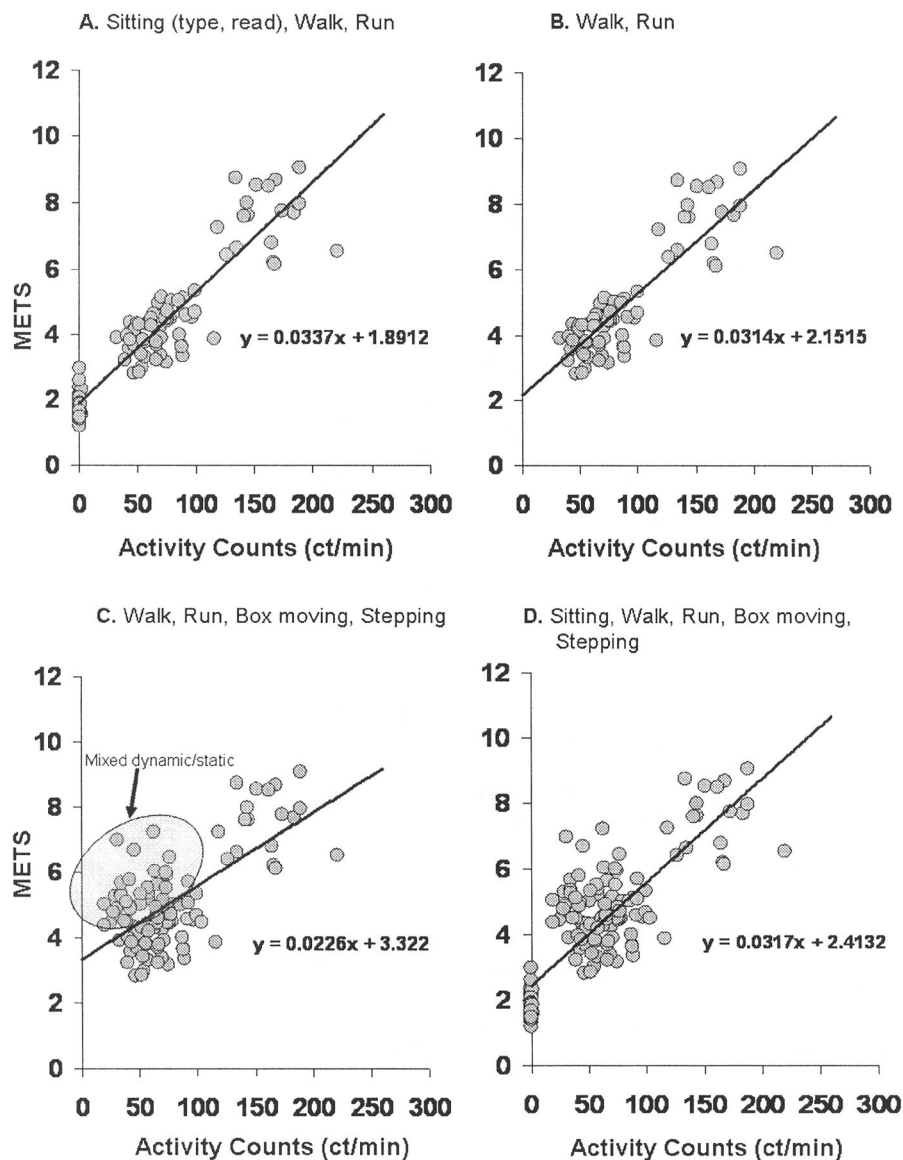 A. Sitting (type, read), Walk, Run
12
10
8
6
4
2
0
METS
y = 0.0337x + 1.8912
0 50 100 150 200 250 300
Activity Counts (ct/min)
B. Walk, Run
12
10
8
6
4
2
0
y = 0.0314x + 2.1515
0 50 100 150 200 250 300
Activity Counts (ct/min)
C. Walk, Run, Box moving, Stepping
12
10
8
6
4
2
0
METS
Mixed dynamic/static
y = 0.0226x + 3.322
0 50 100 150 200 250 300
Activity Counts (ct/min)
D. Sitting, Walk, Run, Box moving,
Stepping
12
10
8
6
4
2
0
y = 0.0317x + 2.4132
0 50 100 150 200 250 300
Activity Counts (ct/min)